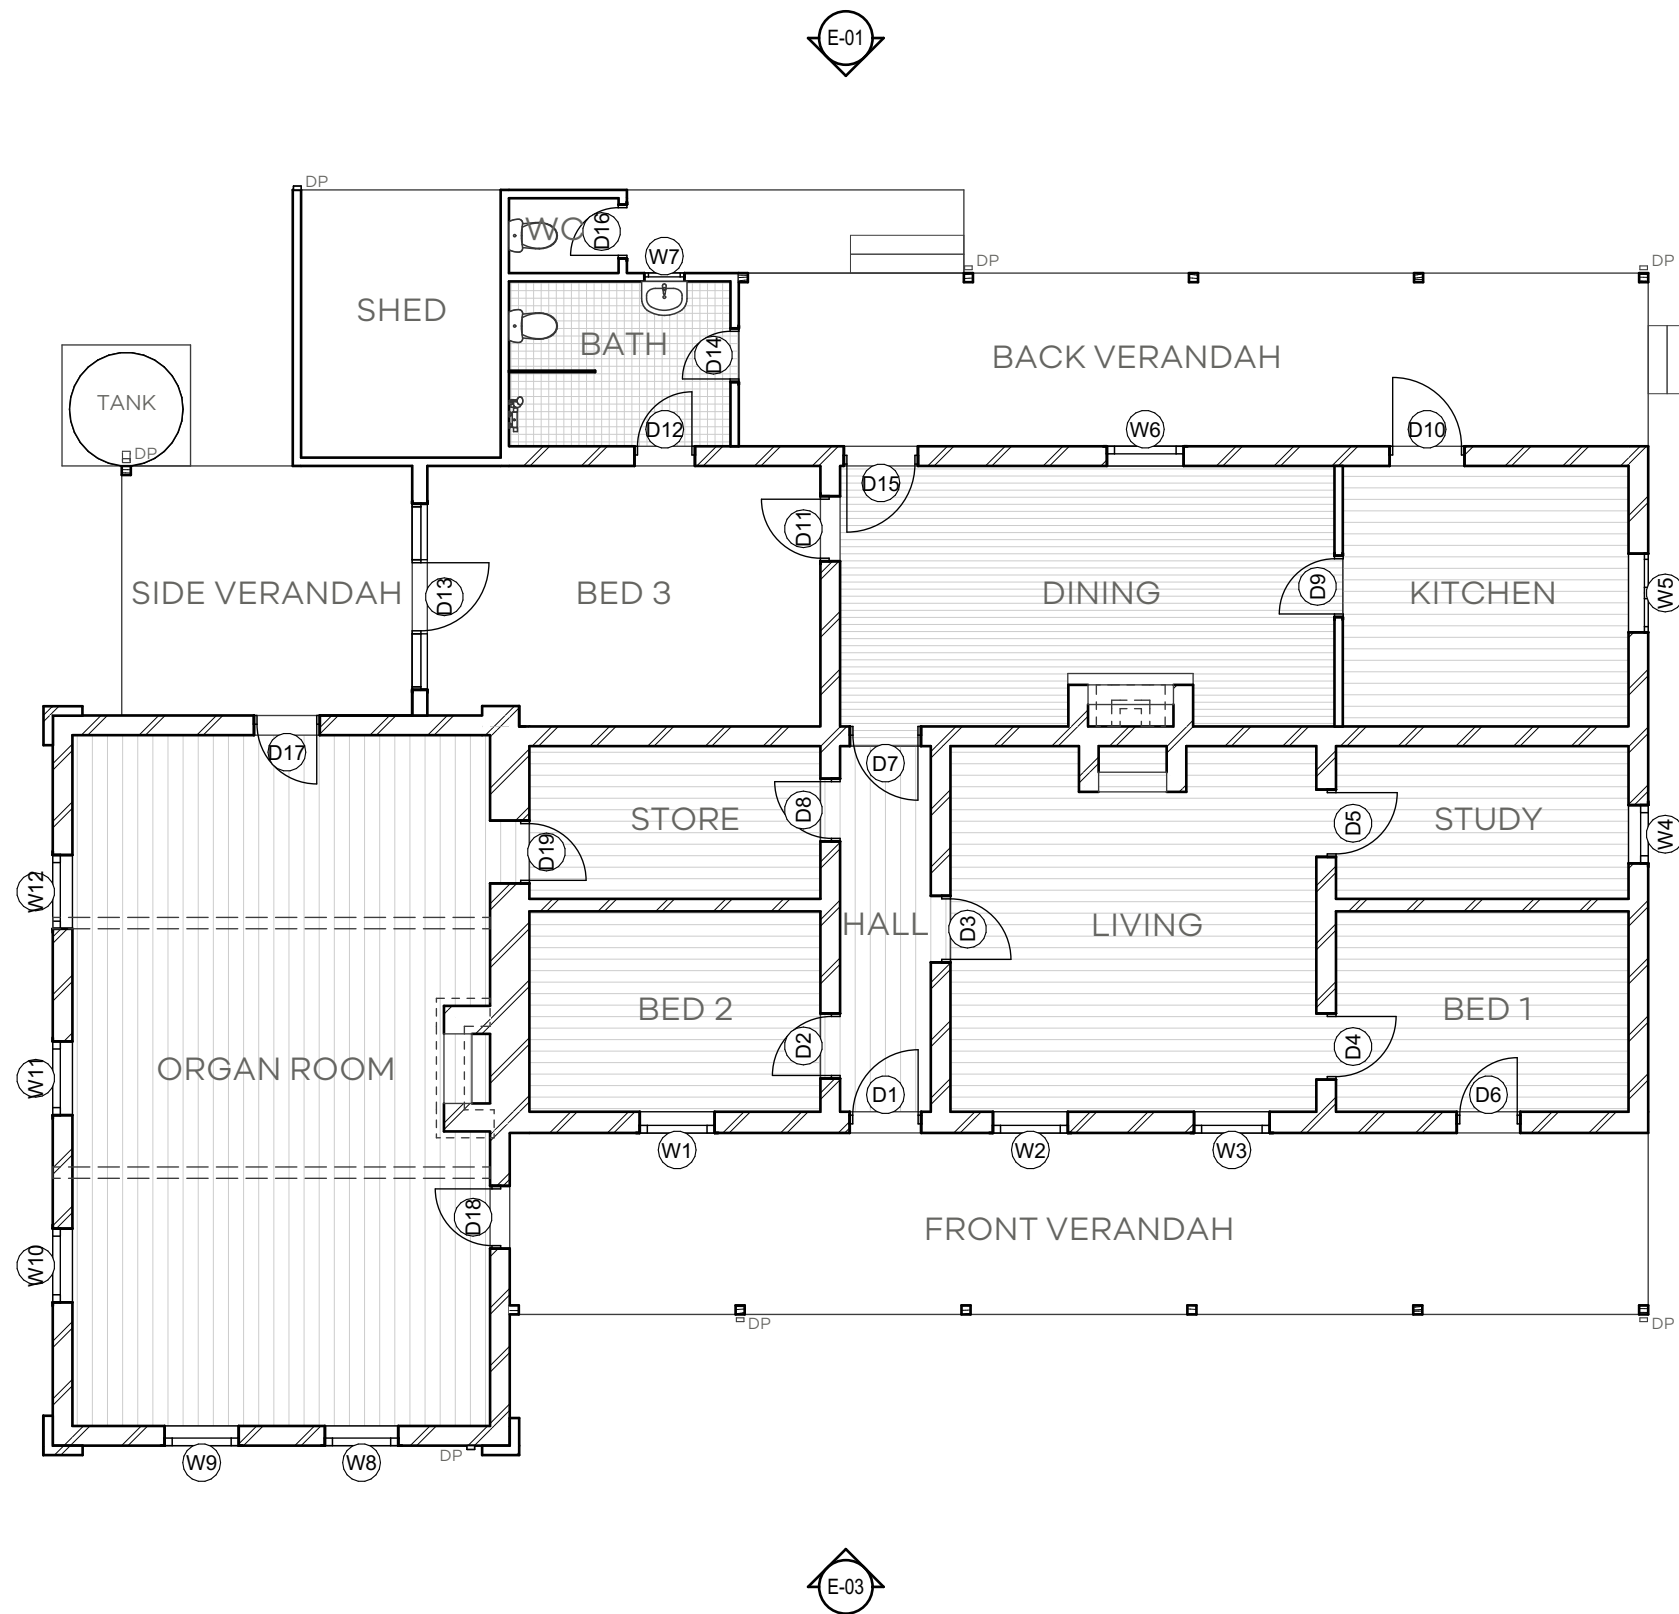 E-01
DP
WC
D16
W7
DP
DP
SHED
BATH
D14
BACK VERANDAH
TANK
DP
D12
W6
D10
D15
D11
SIDE VERANDAH
D13
BED 3
DINING
D9
KITCHEN
W5
D17
D7
STORE
D8
D5
STUDY
W4
D19
W12
HALL
D3
LIVING
BED 2
BED 1
D2
D4
ORGAN ROOM
W11
D1
D6
W1
W2
W3
D18
FRONT VERANDAH
W10
DP
DP
DP
W9
W8
E-03